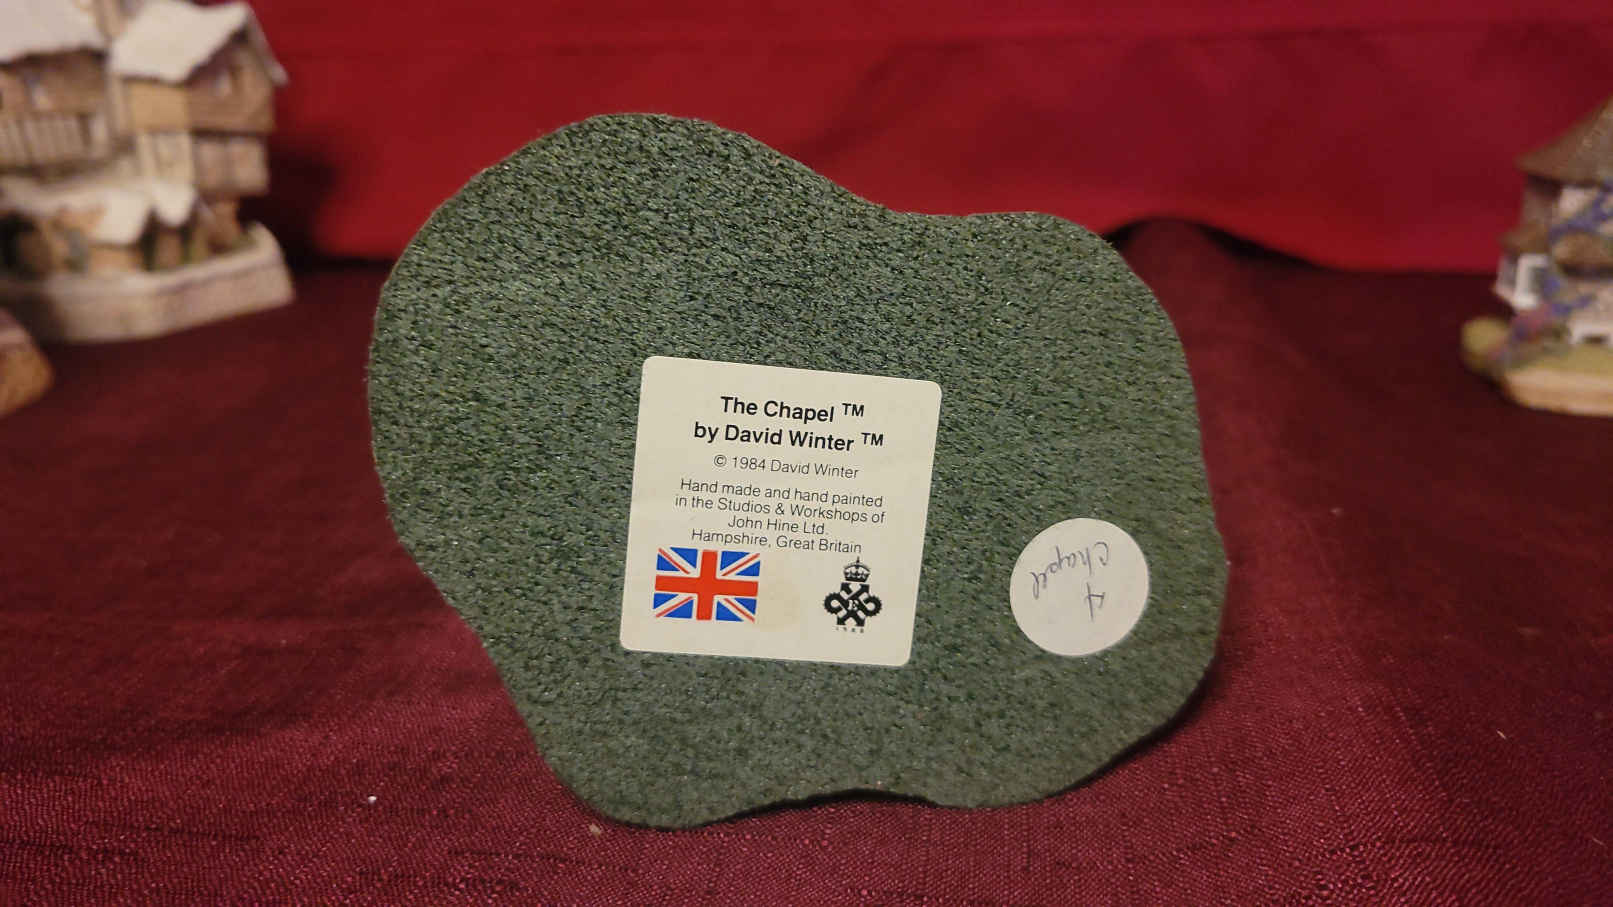 The Chapel ™
by David Winter ™
© 1984 David Winter
Hand made and hand painted
in the Studios & Workshops of
John Hine Ltd.
Hampshire, Great Britain
E
Chapel
4